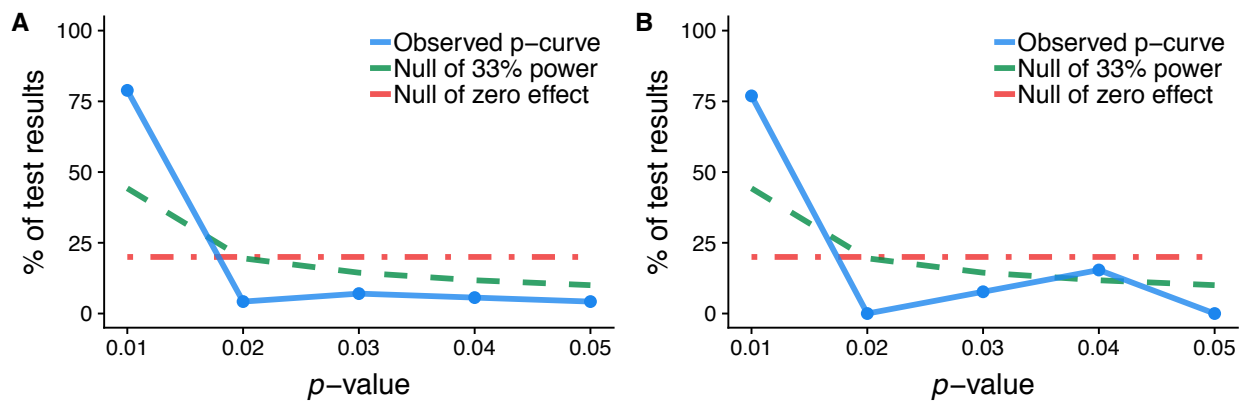 A
100
75
50
25
0
% of test results
Observed p−curve
Null of 33% power
Null of zero effect
0.01 0.02 0.03 0.04 0.05
p−value
B
100
75
50
25
0
% of test results
Observed p−curve
Null of 33% power
Null of zero effect
0.01 0.02 0.03 0.04 0.05
p−value